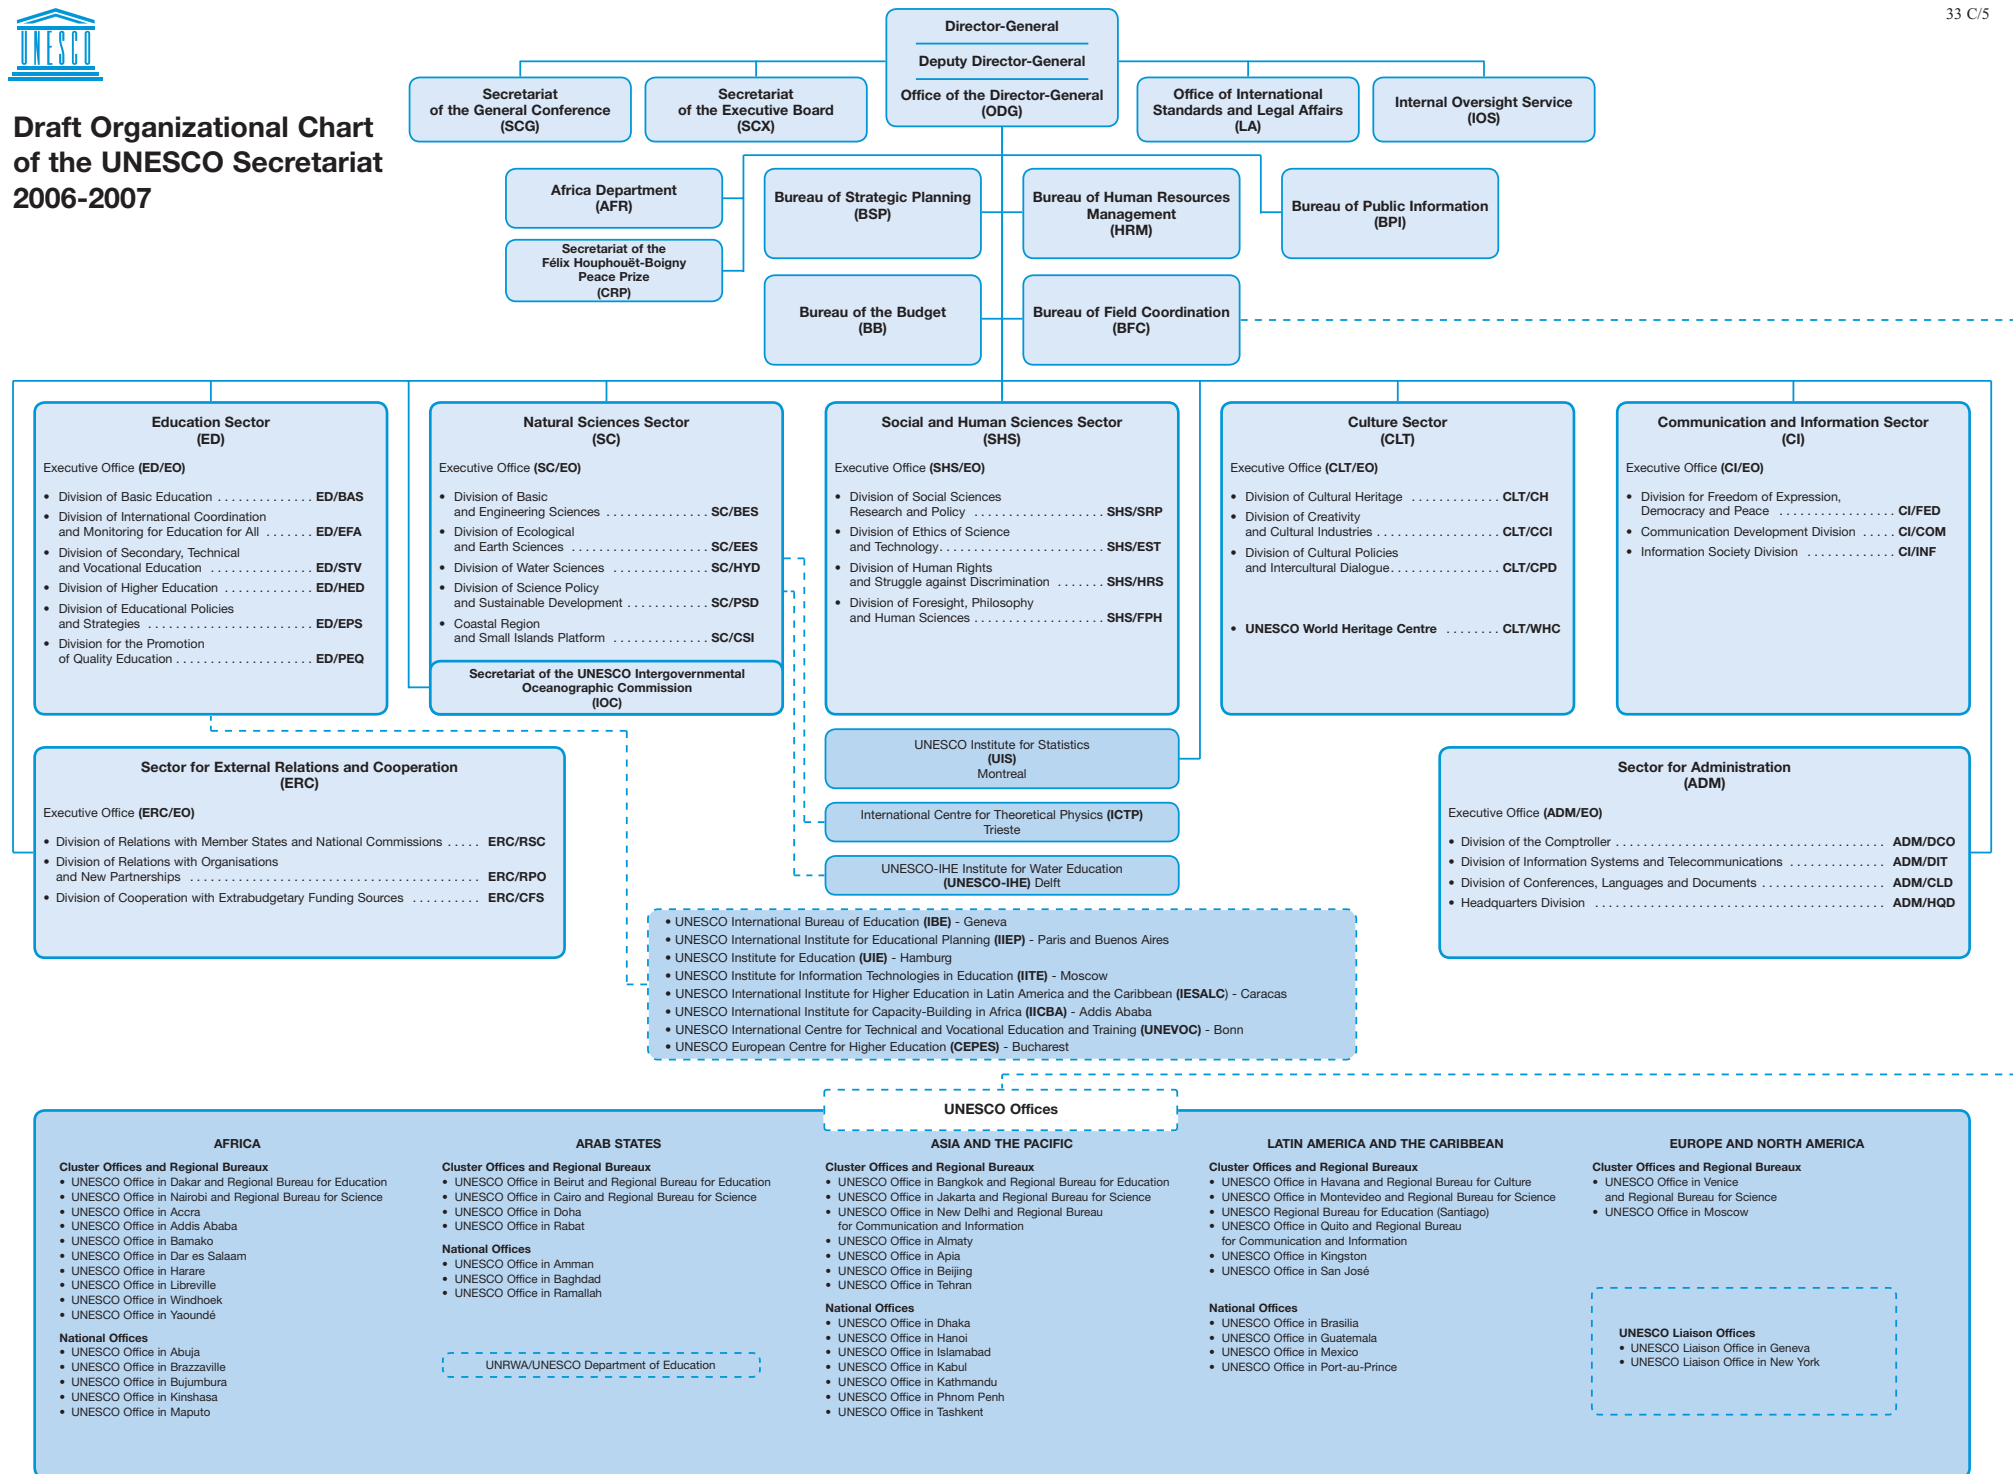 33 C/5
UNESCO
Draft Organizational Chart
of the UNESCO Secretariat
2006-2007
Director-General
Deputy Director-General
Office of the Director-General
(ODG)
Secretariat
of the General Conference
(SCG)
Secretariat
of the Executive Board
(SCX)
Office of International
Standards and Legal Affairs
(LA)
Internal Oversight Service
(IOS)
Africa Department
(AFR)
Secretariat of the
Félix Houphouët-Boigny
Peace Prize
(CRP)
Bureau of Strategic Planning
(BSP)
Bureau of Human Resources
Management
(HRM)
Bureau of Public Information
(BPI)
Bureau of the Budget
(BB)
Bureau of Field Coordination
(BFC)
Education Sector
(ED)
Executive Office (ED/EO)
• Division of Basic Education . . . . . . . . . . . . . . ED/BAS
• Division of International Coordination
and Monitoring for Education for All . . . . . . . ED/EFA
• Division of Secondary, Technical
and Vocational Education . . . . . . . . . . . . . . . ED/STV
• Division of Higher Education . . . . . . . . . . . . . ED/HED
• Division of Educational Policies
and Strategies . . . . . . . . . . . . . . . . . . . . . . . . ED/EPS
• Division for the Promotion
of Quality Education . . . . . . . . . . . . . . . . . . . . ED/PEQ
Natural Sciences Sector
(SC)
Executive Office (SC/EO)
• Division of Basic
and Engineering Sciences . . . . . . . . . . . . . . . SC/BES
• Division of Ecological
and Earth Sciences . . . . . . . . . . . . . . . . . . . . SC/EES
• Division of Water Sciences . . . . . . . . . . . . . . SC/HYD
• Division of Science Policy
and Sustainable Development . . . . . . . . . . . . SC/PSD
• Coastal Region
and Small Islands Platform . . . . . . . . . . . . . . SC/CSI
Secretariat of the UNESCO Intergovernmental
Oceanographic Commission
(IOC)
Social and Human Sciences Sector
(SHS)
Executive Office (SHS/EO)
• Division of Social Sciences
Research and Policy . . . . . . . . . . . . . . . . . . . SHS/SRP
• Division of Ethics of Science
and Technology. . . . . . . . . . . . . . . . . . . . . . . . SHS/EST
• Division of Human Rights
and Struggle against Discrimination . . . . . . . SHS/HRS
• Division of Foresight, Philosophy
and Human Sciences . . . . . . . . . . . . . . . . . . . SHS/FPH
Culture Sector
(CLT)
Executive Office (CLT/EO)
• Division of Cultural Heritage . . . . . . . . . . . . . CLT/CH
• Division of Creativity
and Cultural Industries . . . . . . . . . . . . . . . . . . CLT/CCI
• Division of Cultural Policies
and Intercultural Dialogue. . . . . . . . . . . . . . . . CLT/CPD
• UNESCO World Heritage Centre . . . . . . . . CLT/WHC
Communication and Information Sector
(CI)
Executive Office (CI/EO)
• Division for Freedom of Expression,
Democracy and Peace . . . . . . . . . . . . . . . . . CI/FED
• Communication Development Division . . . . . CI/COM
• Information Society Division . . . . . . . . . . . . . CI/INF
UNESCO Institute for Statistics
(UIS)
Montreal
International Centre for Theoretical Physics (ICTP)
Trieste
UNESCO-IHE Institute for Water Education
(UNESCO-IHE) Delft
Sector for External Relations and Cooperation
(ERC)
Executive Office (ERC/EO)
• Division of Relations with Member States and National Commissions . . . . . ERC/RSC
• Division of Relations with Organisations
and New Partnerships . . . . . . . . . . . . . . . . . . . . . . . . . . . . . . . . . . . . . . . . . ERC/RPO
• Division of Cooperation with Extrabudgetary Funding Sources . . . . . . . . . . ERC/CFS
Sector for Administration
(ADM)
Executive Office (ADM/EO)
• Division of the Comptroller . . . . . . . . . . . . . . . . . . . . . . . . . . . . . . . . . . . . . . ADM/DCO
• Division of Information Systems and Telecommunications . . . . . . . . . . . . . . ADM/DIT
• Division of Conferences, Languages and Documents . . . . . . . . . . . . . . . . . . ADM/CLD
• Headquarters Division . . . . . . . . . . . . . . . . . . . . . . . . . . . . . . . . . . . . . . . . . ADM/HQD
• UNESCO International Bureau of Education (IBE) - Geneva
• UNESCO International Institute for Educational Planning (IIEP) - Paris and Buenos Aires
• UNESCO Institute for Education (UIE) - Hamburg
• UNESCO Institute for Information Technologies in Education (IITE) - Moscow
• UNESCO International Institute for Higher Education in Latin America and the Caribbean (IESALC) - Caracas
• UNESCO International Institute for Capacity-Building in Africa (IICBA) - Addis Ababa
• UNESCO International Centre for Technical and Vocational Education and Training (UNEVOC) - Bonn
• UNESCO European Centre for Higher Education (CEPES) - Bucharest
UNESCO Offices
AFRICA
Cluster Offices and Regional Bureaux
• UNESCO Office in Dakar and Regional Bureau for Education
• UNESCO Office in Nairobi and Regional Bureau for Science
• UNESCO Office in Accra
• UNESCO Office in Addis Ababa
• UNESCO Office in Bamako
• UNESCO Office in Dar es Salaam
• UNESCO Office in Harare
• UNESCO Office in Libreville
• UNESCO Office in Windhoek
• UNESCO Office in Yaoundé
National Offices
• UNESCO Office in Abuja
• UNESCO Office in Brazzaville
• UNESCO Office in Bujumbura
• UNESCO Office in Kinshasa
• UNESCO Office in Maputo
ARAB STATES
Cluster Offices and Regional Bureaux
• UNESCO Office in Beirut and Regional Bureau for Education
• UNESCO Office in Cairo and Regional Bureau for Science
• UNESCO Office in Doha
• UNESCO Office in Rabat
National Offices
• UNESCO Office in Amman
• UNESCO Office in Baghdad
• UNESCO Office in Ramallah
UNRWA/UNESCO Department of Education
ASIA AND THE PACIFIC
Cluster Offices and Regional Bureaux
• UNESCO Office in Bangkok and Regional Bureau for Education
• UNESCO Office in Jakarta and Regional Bureau for Science
• UNESCO Office in New Delhi and Regional Bureau
for Communication and Information
• UNESCO Office in Almaty
• UNESCO Office in Apia
• UNESCO Office in Beijing
• UNESCO Office in Tehran
National Offices
• UNESCO Office in Dhaka
• UNESCO Office in Hanoi
• UNESCO Office in Islamabad
• UNESCO Office in Kabul
• UNESCO Office in Kathmandu
• UNESCO Office in Phnom Penh
• UNESCO Office in Tashkent
LATIN AMERICA AND THE CARIBBEAN
Cluster Offices and Regional Bureaux
• UNESCO Office in Havana and Regional Bureau for Culture
• UNESCO Office in Montevideo and Regional Bureau for Science
• UNESCO Regional Bureau for Education (Santiago)
• UNESCO Office in Quito and Regional Bureau
for Communication and Information
• UNESCO Office in Kingston
• UNESCO Office in San José
National Offices
• UNESCO Office in Brasilia
• UNESCO Office in Guatemala
• UNESCO Office in Mexico
• UNESCO Office in Port-au-Prince
EUROPE AND NORTH AMERICA
Cluster Offices and Regional Bureaux
• UNESCO Office in Venice
and Regional Bureau for Science
• UNESCO Office in Moscow
UNESCO Liaison Offices
• UNESCO Liaison Office in Geneva
• UNESCO Liaison Office in New York